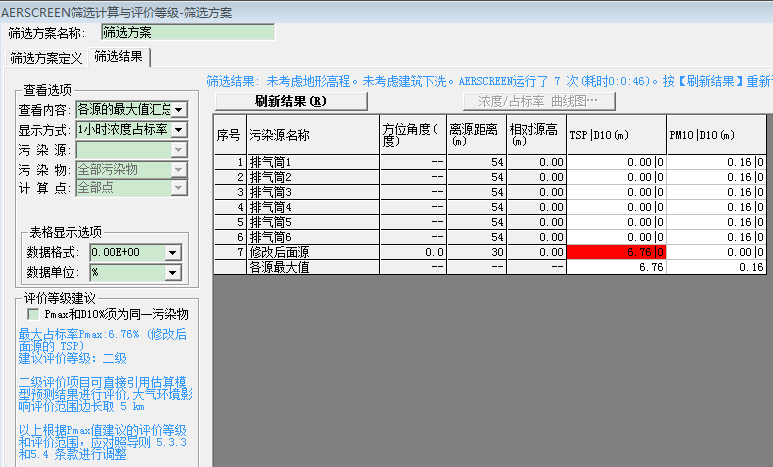 AERSCREEN筛选计算与评价等级-筛选方案
筛选方案名称: 筛选方案
筛选方案定义 筛选结果
筛选结果: 未考虑地形高程。未考虑建筑下洗。AERSCREEN运行了 7 次(耗时0:0:46)。按【刷新结果】重新
刷新结果(R) 浓度/占标率 曲线图…
查看选项
查看内容: 各源的最大值汇总
显示方式: 1小时浓度占标率
污 染 源:
污 染 物: 全部污染物
计 算 点: 全部点
表格显示选项
数据格式: 0.00E+00
数据单位: %
评价等级建议
Pmax和D10%须为同一污染物
最大占标率Pmax:6.76% (修改后
面源的 TSP)
建议评价等级: 二级
二级评价项目可直接引用估算模
型预测结果进行评价,大气环境影
响评价范围边长取 5 km
以上根据Pmax值建议的评价等级
和评价范围, 应对照导则 5.3.3
和5.4 条款进行调整
序号 污染源名称 方位角度(度) 离源距离(m) 相对源高(m) TSP|D10(m) PM10|D10(m)
1 排气筒1 -- 54 0.00 0.00|0 0.16|0
2 排气筒2 -- 54 0.00 0.00|0 0.16|0
3 排气筒3 -- 54 0.00 0.00|0 0.16|0
4 排气筒4 -- 54 0.00 0.00|0 0.16|0
5 排气筒5 -- 54 0.00 0.00|0 0.16|0
6 排气筒6 -- 54 0.00 0.00|0 0.16|0
7 修改后面源 0.0 30 0.00 6.76|0 0.00|0
各源最大值 -- -- -- 6.76 0.16